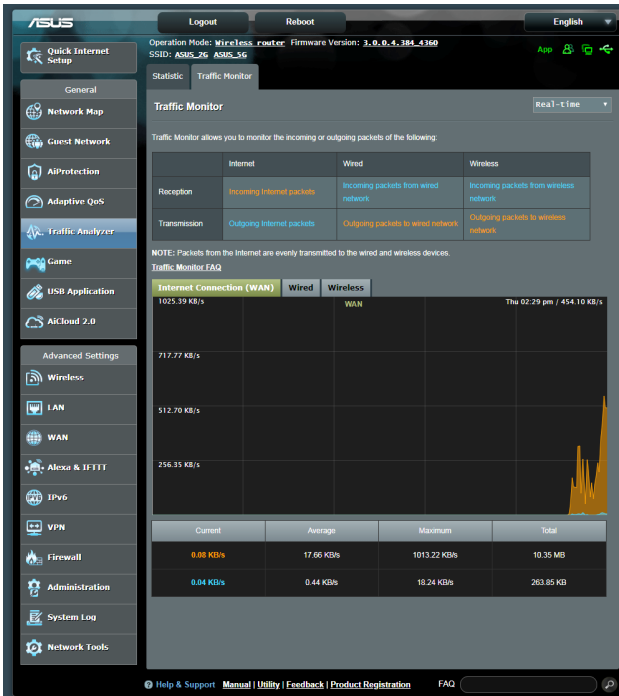 ASUS
Logout
Reboot
English
Operation Mode: Wireless router Firmware Version: 3.0.0.4.384_4360
SSID: ASUS_2G ASUS_5G
App
Quick Internet
Setup
General
Network Map
Guest Network
AiProtection
Adaptive QoS
Traffic Analyzer
Game
USB Application
AiCloud 2.0
Advanced Settings
Wireless
LAN
WAN
Alexa & IFTTT
IPv6
VPN
Firewall
Administration
System Log
Network Tools
Statistic
Traffic Monitor
Traffic Monitor
Real-time
Traffic Monitor allows you to monitor the incoming or outgoing packets of the following:
Internet Wired Wireless
Reception Incoming Internet packets Incoming packets from wired network Incoming packets from wireless network
Transmission Outgoing Internet packets Outgoing packets to wired network Outgoing packets to wireless network
NOTE: Packets from the Internet are evenly transmitted to the wired and wireless devices.
Traffic Monitor FAQ
Internet Connection (WAN) Wired Wireless
1025.39 KB/s WAN Thu 02:29 pm / 454.10 KB/s
717.77 KB/s
512.70 KB/s
256.35 KB/s
Current Average Maximum Total
0.08 KB/s 17.66 KB/s 1013.22 KB/s 10.35 MB
0.04 KB/s 0.44 KB/s 18.24 KB/s 263.85 KB
Help & Support Manual | Utility | Feedback | Product Registration FAQ